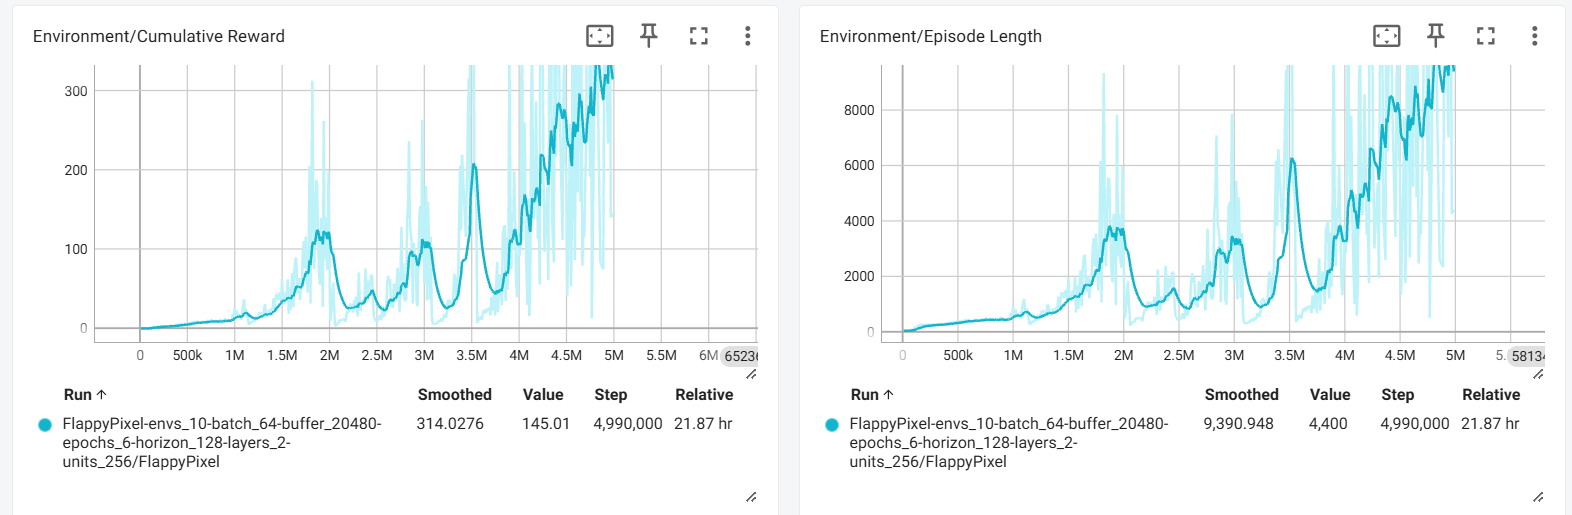 Environment/Cumulative Reward
300
200
100
0
0 500k 1M 1.5M 2M 2.5M 3M 3.5M 4M 4.5M 5M 5.5M 6M 6523
Run ↑ Smoothed Value Step Relative
FlappyPixel-envs_10-batch_64-buffer_20480- 314.0276 145.01 4,990,000 21.87 hr
epochs_6-horizon_128-layers_2-
units_256/FlappyPixel
Environment/Episode Length
8000
6000
4000
2000
0
0 500k 1M 1.5M 2M 2.5M 3M 3.5M 4M 4.5M 5M 5. 5813
Run ↑ Smoothed Value Step Relative
FlappyPixel-envs_10-batch_64-buffer_20480- 9,390.948 4,400 4,990,000 21.87 hr
epochs_6-horizon_128-layers_2-
units_256/FlappyPixel